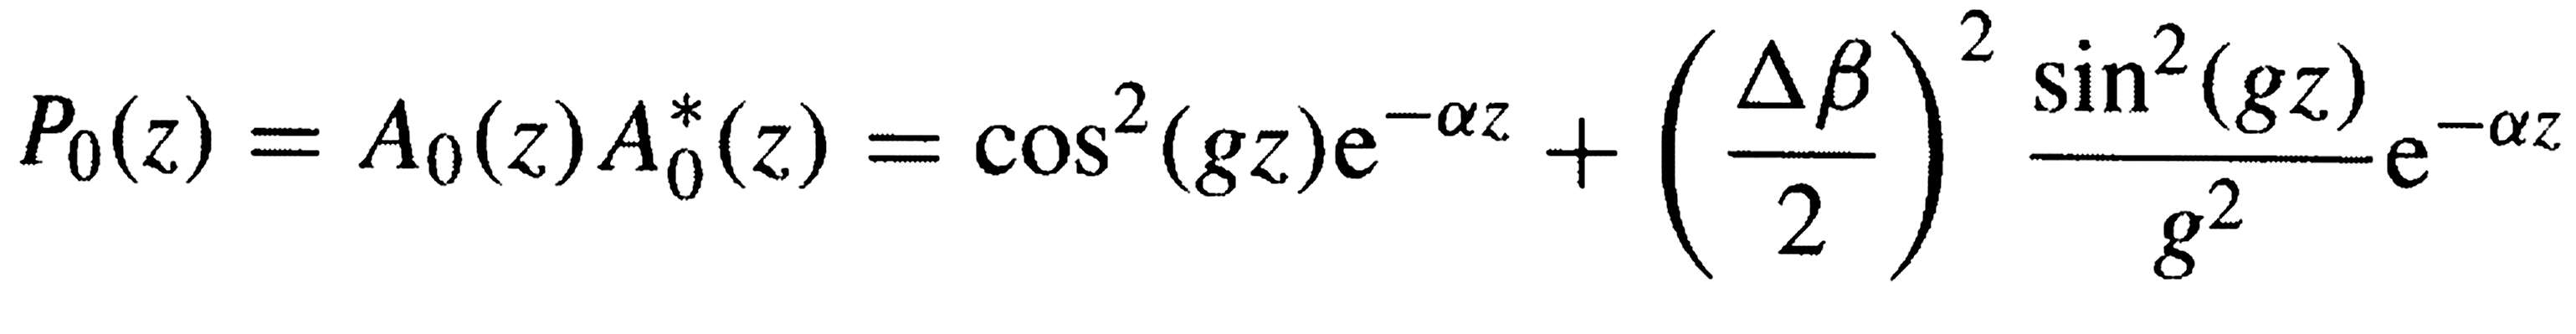 P₀(z) = A₀(z)A₀*(z) = cos²(gz)e^{−αz} + (Δβ/2)² sin²(gz)/g² e^{−αz}